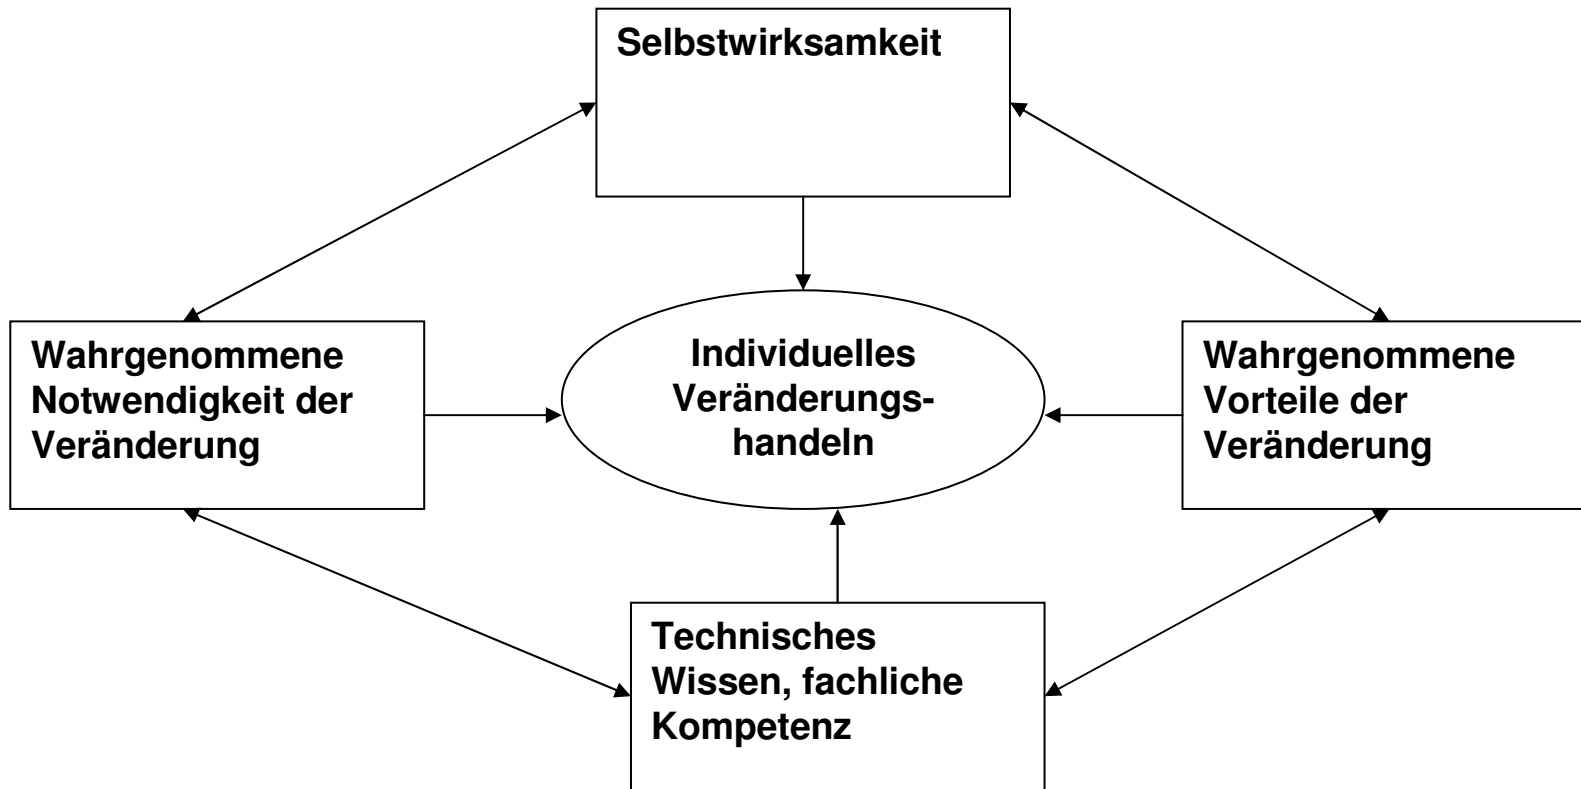 Selbstwirksamkeit
Wahrgenommene
Notwendigkeit der
Veränderung
Individuelles
Veränderungs-
handeln
Wahrgenommene
Vorteile der
Veränderung
Technisches
Wissen, fachliche
Kompetenz